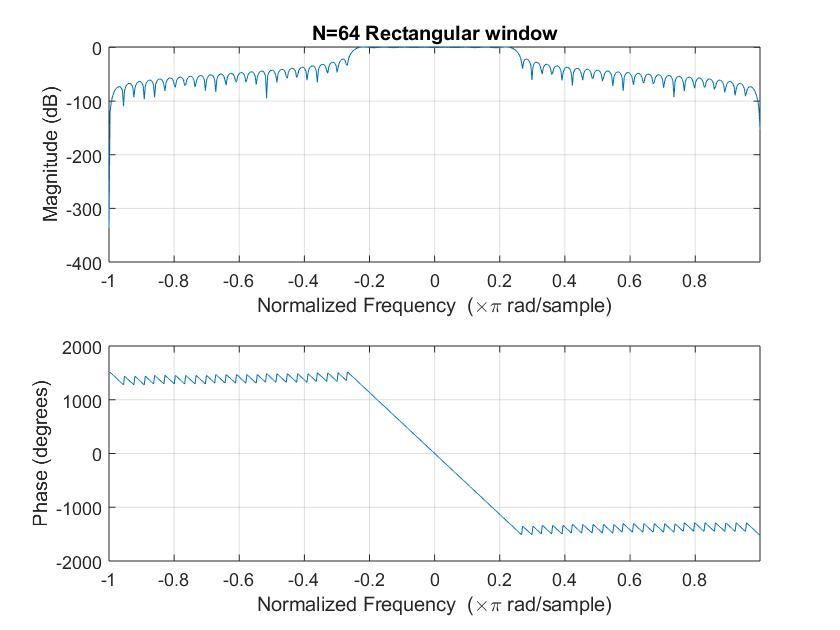 N=64 Rectangular window
0
-100
-200
-300
-400
Magnitude (dB)
-1 -0.8 -0.6 -0.4 -0.2 0 0.2 0.4 0.6 0.8
Normalized Frequency (×π rad/sample)
2000
1000
0
-1000
-2000
Phase (degrees)
-1 -0.8 -0.6 -0.4 -0.2 0 0.2 0.4 0.6 0.8
Normalized Frequency (×π rad/sample)